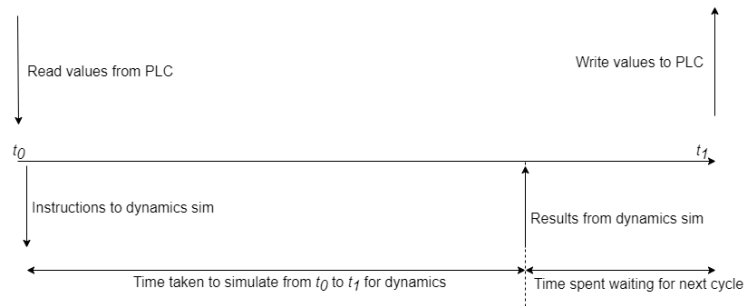 Read values from PLC
Write values to PLC
t0
t1
Instructions to dynamics sim
Results from dynamics sim
Time taken to simulate from t0 to t1 for dynamics
Time spent waiting for next cycle